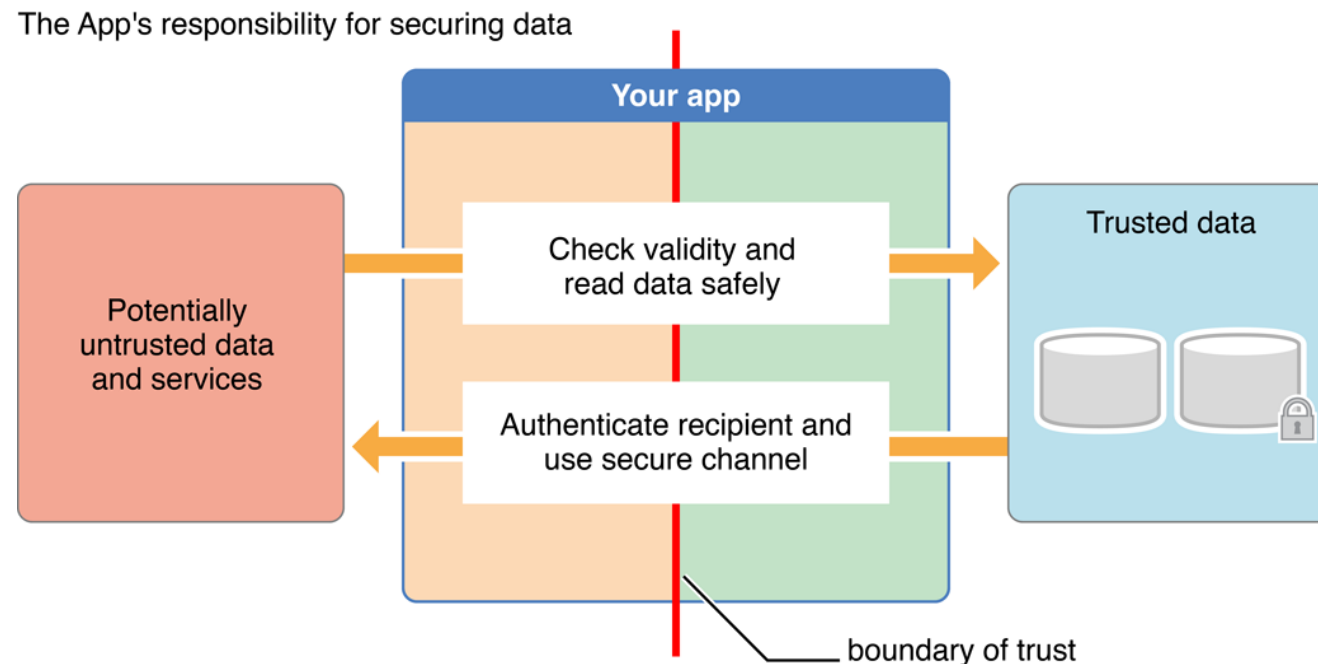 The App's responsibility for securing data
Your app
Potentially
untrusted data
and services
Check validity and
read data safely
Authenticate recipient and
use secure channel
Trusted data
boundary of trust